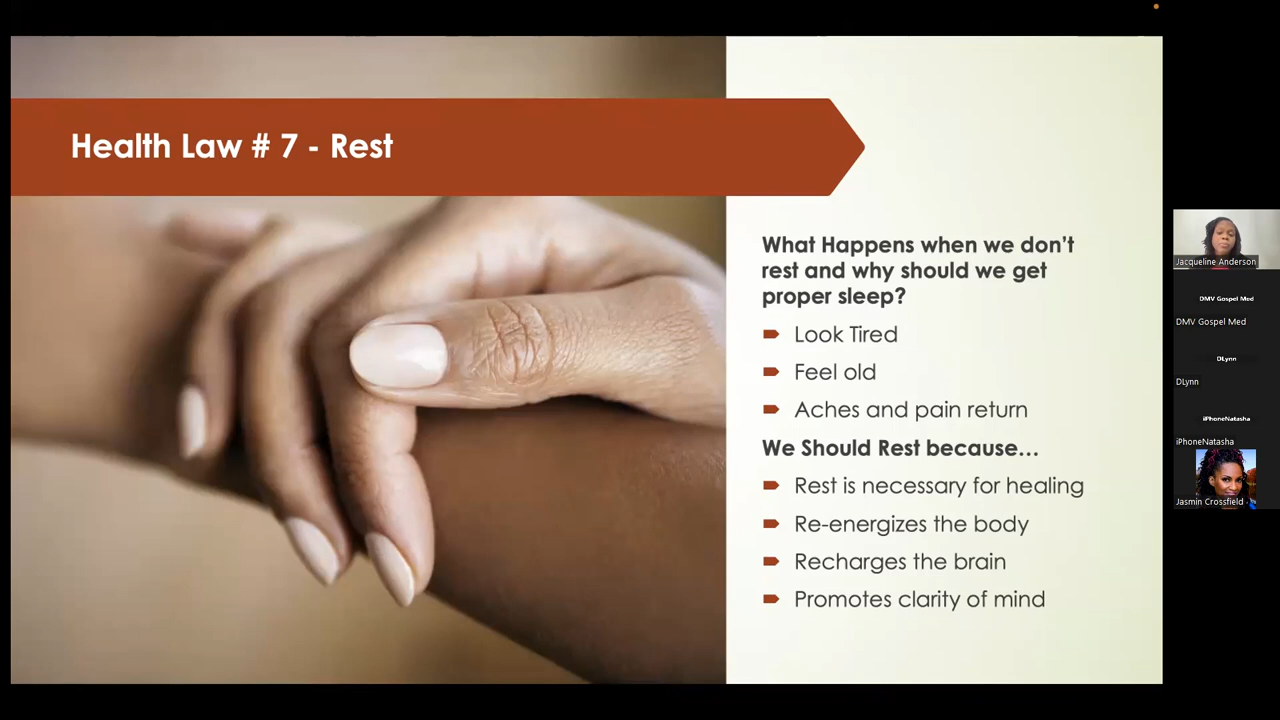 Health Law # 7 - Rest
What Happens when we don't
rest and why should we get
proper sleep?
Look Tired
Feel old
Aches and pain return
We Should Rest because…
Rest is necessary for healing
Re-energizes the body
Recharges the brain
Promotes clarity of mind
Jacqueline Anderson
DMV Gospel Med
DMV Gospel Med
DLynn
DLynn
iPhoneNatasha
iPhoneNatasha
Jasmin Crossfield